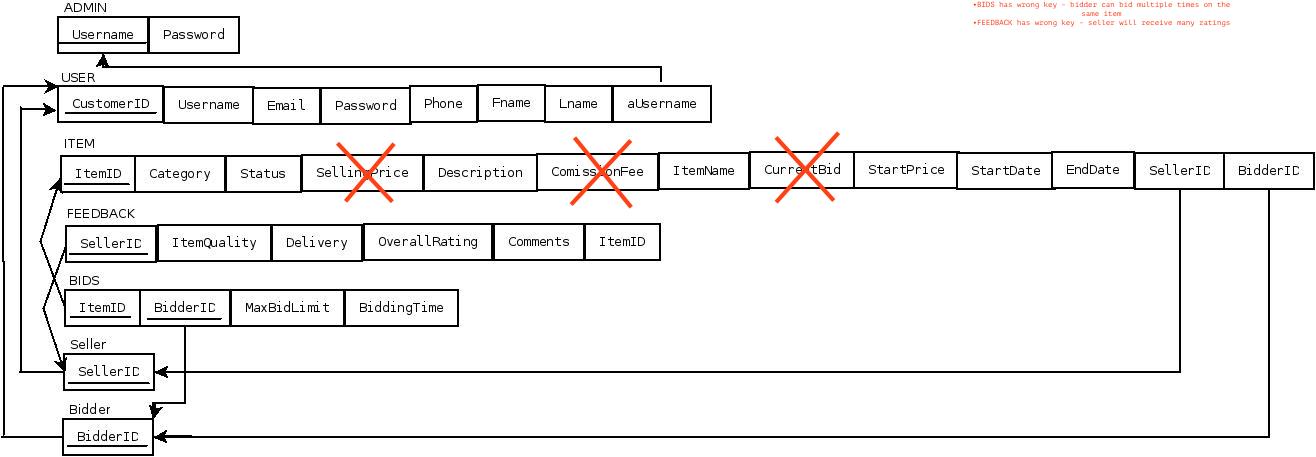 ADMIN
•BIDS has wrong key - bidder can bid multiple times on the
same item
•FEEDBACK has wrong key - seller will receive many ratings
Username Password
USER
CustomerID Username Email Password Phone Fname Lname aUsername
ITEM
ItemID Category Status SellingPrice Description ComissionFee ItemName CurrentBid StartPrice StartDate EndDate SellerID BidderID
FEEDBACK
SellerID ItemQuality Delivery OverallRating Comments ItemID
BIDS
ItemID BidderID MaxBidLimit BiddingTime
Seller
SellerID
Bidder
BidderID